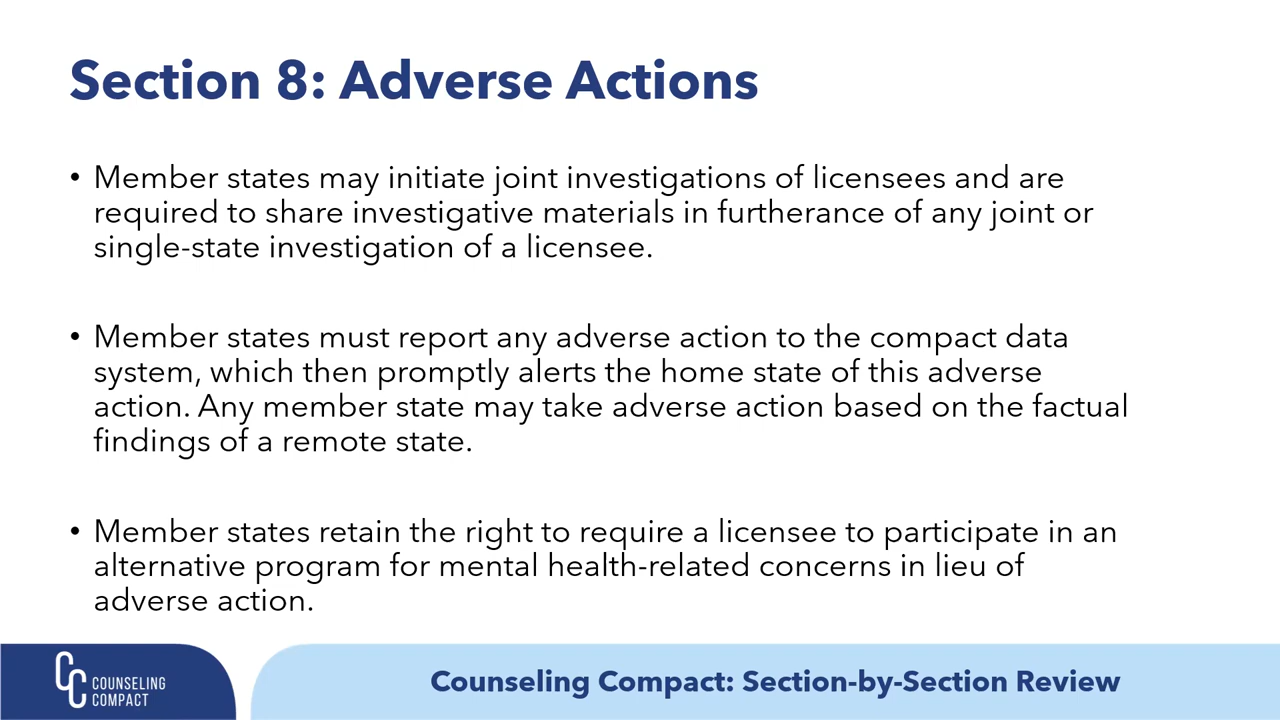 Section 8: Adverse Actions
• Member states may initiate joint investigations of licensees and are
required to share investigative materials in furtherance of any joint or
single-state investigation of a licensee.
• Member states must report any adverse action to the compact data
system, which then promptly alerts the home state of this adverse
action. Any member state may take adverse action based on the factual
findings of a remote state.
• Member states retain the right to require a licensee to participate in an
alternative program for mental health-related concerns in lieu of
adverse action.
CC COUNSELING
COMPACT
Counseling Compact: Section-by-Section Review